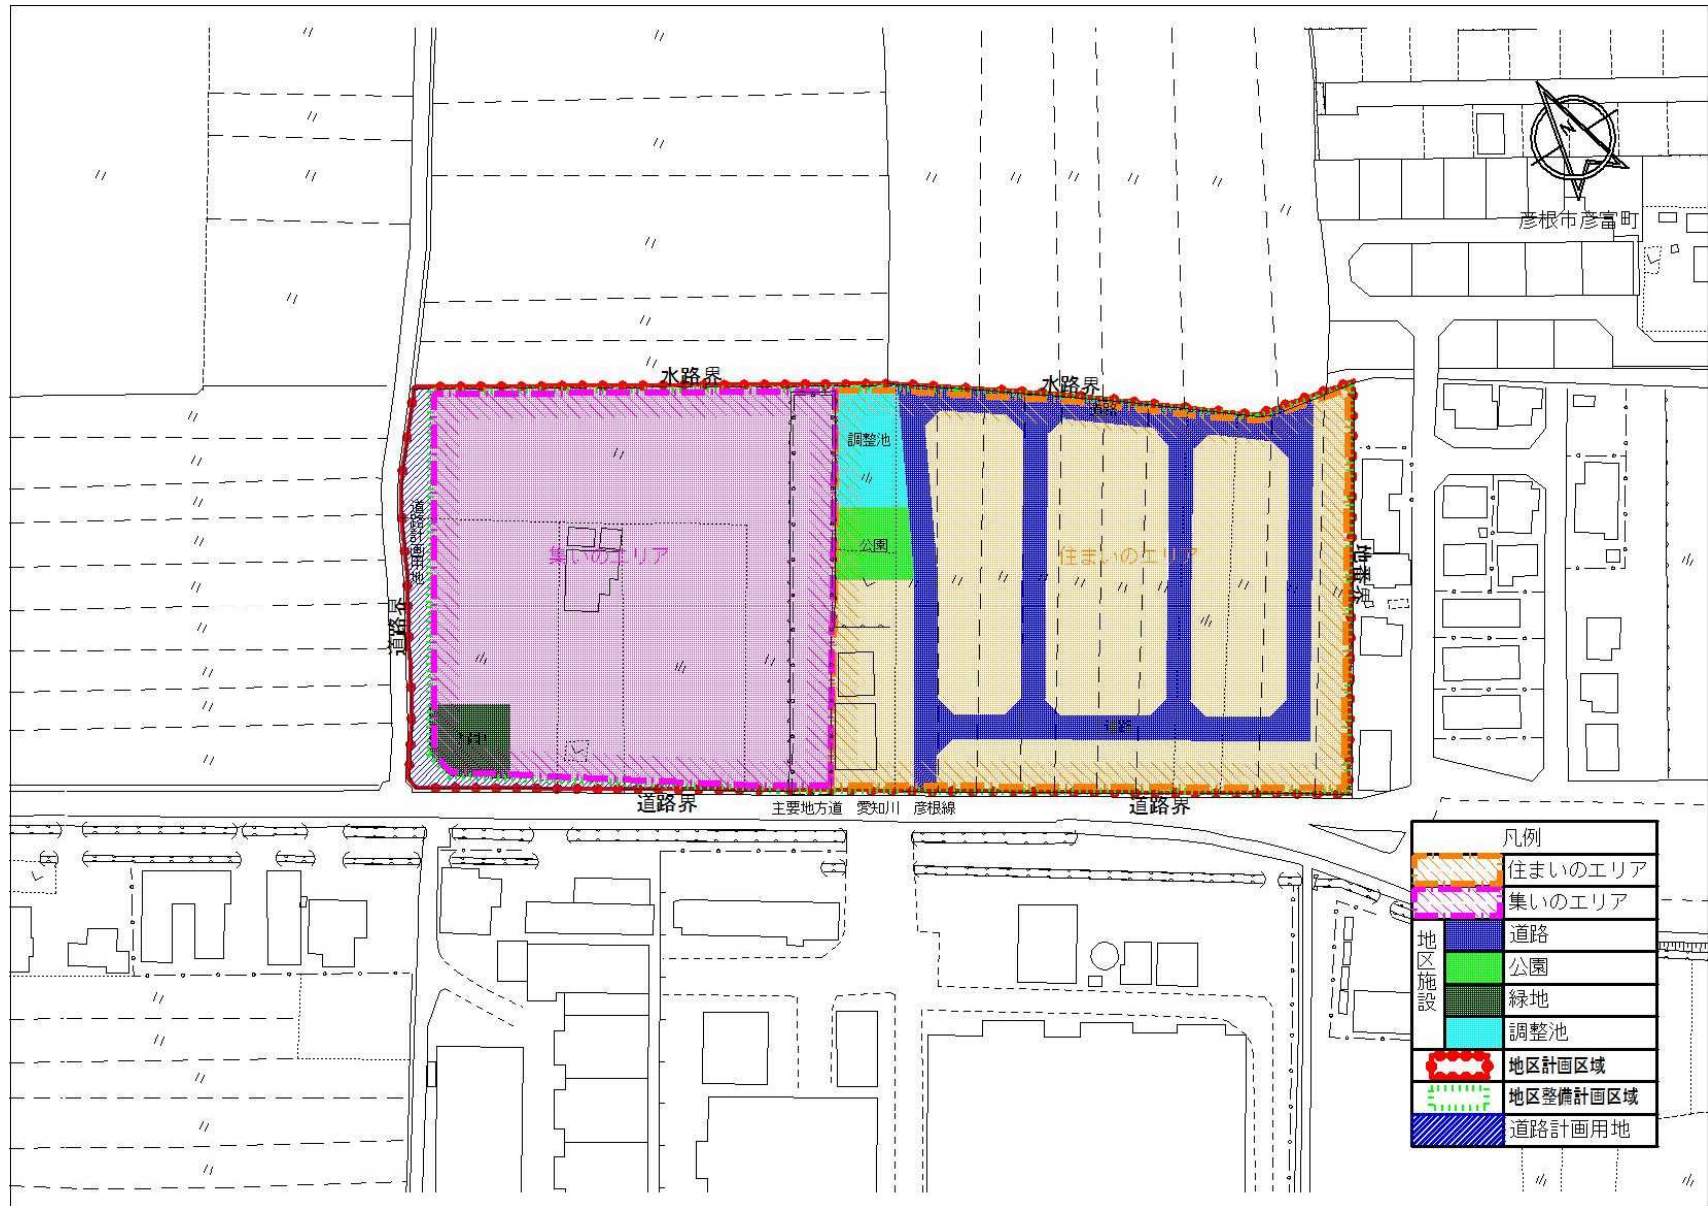 N
彦根市彦富町
水路界
水路界
道路
調整池
道路計画用地
公園
集いのエリア
住まいのエリア
地番界
道路界
道路
道路界
主要地方道 愛知川 彦根線
道路界
凡例
住まいのエリア
集いのエリア
地区施設
道路
公園
緑地
調整池
地区計画区域
地区整備計画区域
道路計画用地